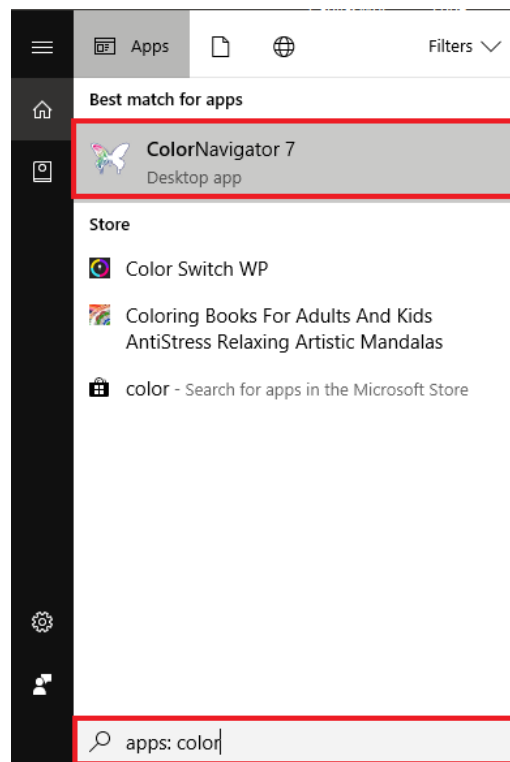 Apps
Filters
Best match for apps
ColorNavigator 7
Desktop app
Store
Color Switch WP
Coloring Books For Adults And Kids
AntiStress Relaxing Artistic Mandalas
color - Search for apps in the Microsoft Store
apps: color